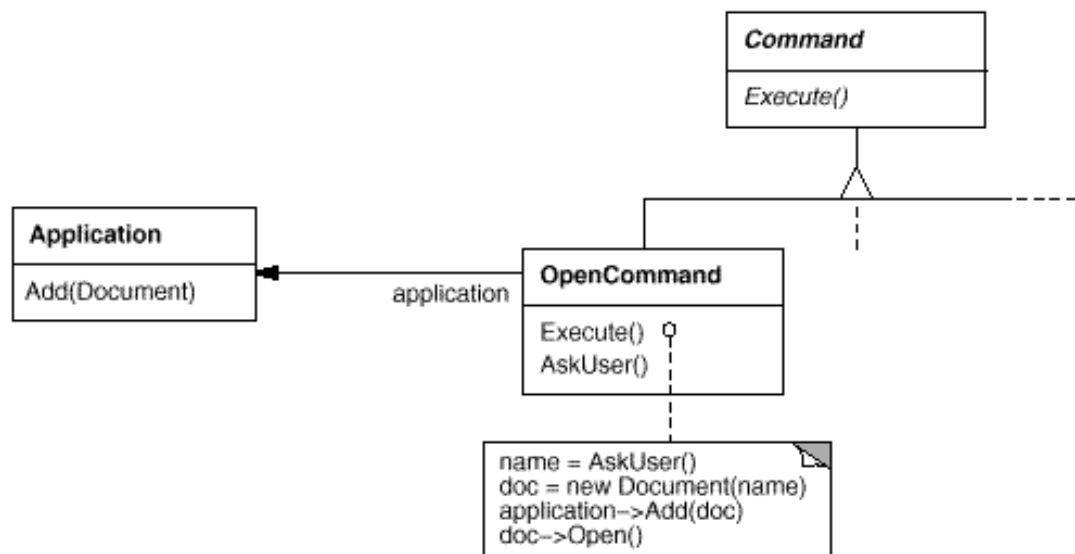 Command
Execute()
Application
Add(Document)
application
OpenCommand
Execute()
AskUser()
name = AskUser()
doc = new Document(name)
application->Add(doc)
doc->Open()